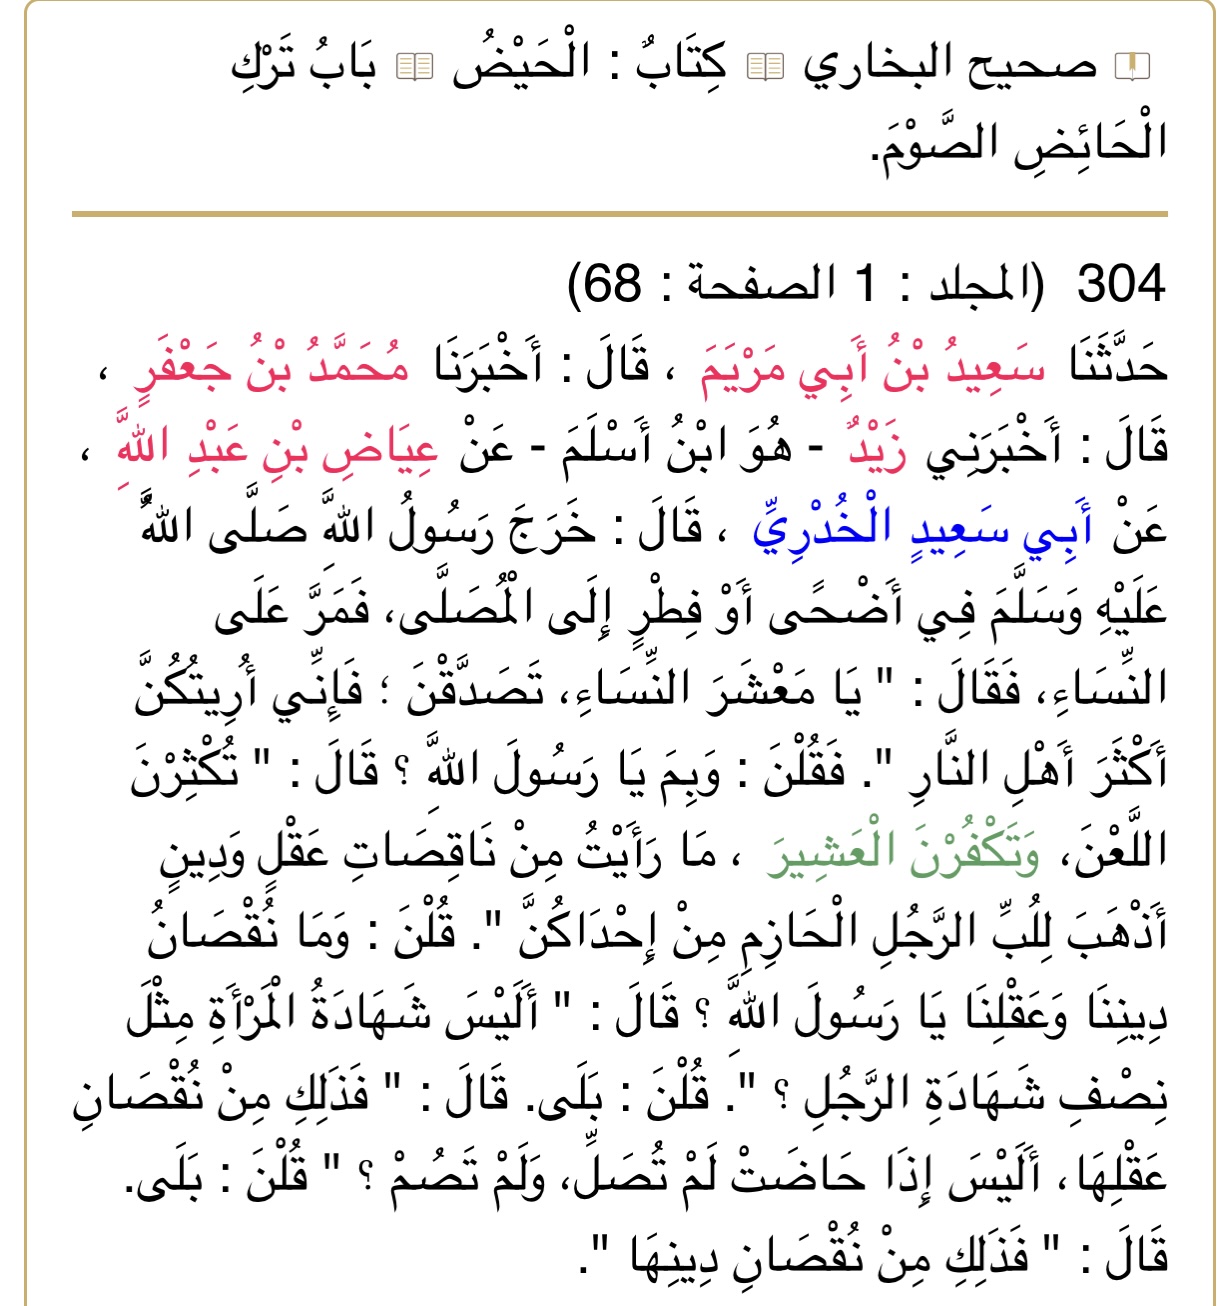 صحيح البخاري كِتَابٌ : الْحَيْضُ بَابُ تَرْكِ
الْحَائِضِ الصَّوْمَ.
304 (المجلد : 1 الصفحة : 68)
حَدَّثَنَا سَعِيدُ بْنُ أَبِي مَرْيَمَ ، قَالَ : أَخْبَرَنَا مُحَمَّدُ بْنُ جَعْفَرٍ ،
قَالَ : أَخْبَرَنِي زَيْدٌ - هُوَ ابْنُ أَسْلَمَ - عَنْ عِيَاضِ بْنِ عَبْدِ اللَّهِ ،
عَنْ أَبِي سَعِيدٍ الْخُدْرِيِّ ، قَالَ : خَرَجَ رَسُولُ اللَّهِ صَلَّى اللَّهُ
عَلَيْهِ وَسَلَّمَ فِي أَضْحًى أَوْ فِطْرٍ إِلَى الْمُصَلَّى، فَمَرَّ عَلَى
النِّسَاءِ، فَقَالَ : " يَا مَعْشَرَ النِّسَاءِ، تَصَدَّقْنَ ؛ فَإِنِّي أُرِيتُكُنَّ
أَكْثَرَ أَهْلِ النَّارِ ". فَقُلْنَ : وَبِمَ يَا رَسُولَ اللَّهِ ؟ قَالَ : " تُكْثِرْنَ
اللَّعْنَ، وَتَكْفُرْنَ الْعَشِيرَ ، مَا رَأَيْتُ مِنْ نَاقِصَاتِ عَقْلٍ وَدِينٍ
أَذْهَبَ لِلُبِّ الرَّجُلِ الْحَازِمِ مِنْ إِحْدَاكُنَّ ". قُلْنَ : وَمَا نُقْصَانُ
دِينِنَا وَعَقْلِنَا يَا رَسُولَ اللَّهِ ؟ قَالَ : " أَلَيْسَ شَهَادَةُ الْمَرْأَةِ مِثْلَ
نِصْفِ شَهَادَةِ الرَّجُلِ ؟ ". قُلْنَ : بَلَى. قَالَ : " فَذَلِكِ مِنْ نُقْصَانِ
عَقْلِهَا، أَلَيْسَ إِذَا حَاضَتْ لَمْ تُصَلِّ، وَلَمْ تَصُمْ ؟ " قُلْنَ : بَلَى.
قَالَ : " فَذَلِكِ مِنْ نُقْصَانِ دِينِهَا ".